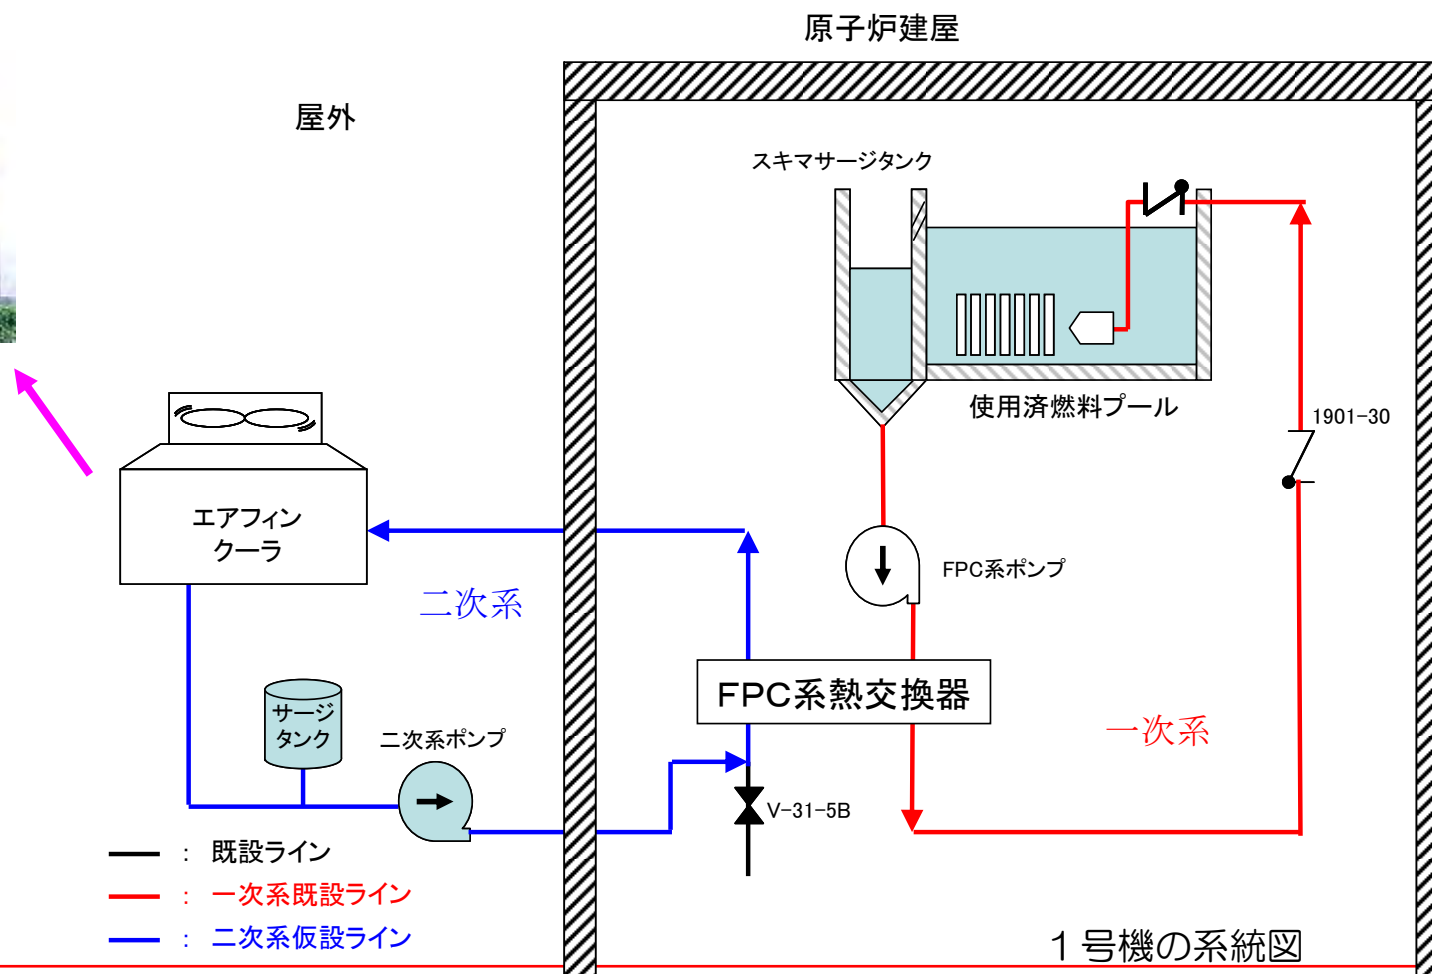 原子炉建屋
屋外
スキマサージタンク
使用済燃料プール
1901-30
エアフィン
クーラ
FPC系ポンプ
二次系
FPC系熱交換器
サージ
タンク
二次系ポンプ
一次系
V-31-5B
： 既設ライン
： 一次系既設ライン
： 二次系仮設ライン
１号機の系統図